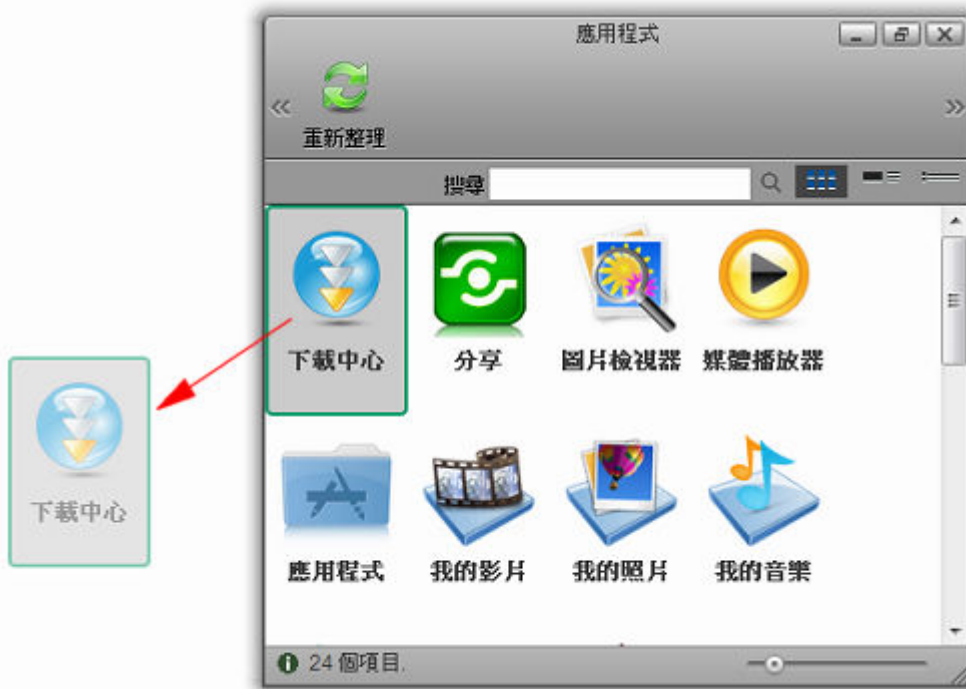 應用程式
重新整理
搜尋
下載中心
分享
圖片檢視器
媒體播放器
下載中心
應用程式
我的影片
我的照片
我的音樂
24 個項目.